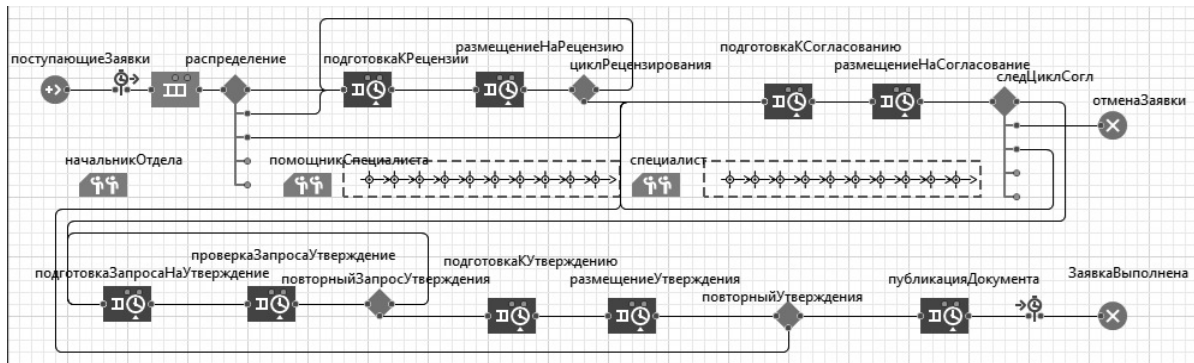 поступающиеЗаявки
распределение
подготовкаКРецензии
размещениеНаРецензию
циклРецензирования
подготовкаКСогласованию
размещениеНаСогласование
следЦиклСогл
отменаЗаявки
начальникОтдела
помощникСпециалиста
специалист
подготовкаЗапросаНаУтверждение
проверкаЗапросаУтверждение
повторныйЗапросУтверждения
подготовкаКУтверждению
размещениеУтверждения
повторныйУтверждения
публикацияДокумента
ЗаявкаВыполнена